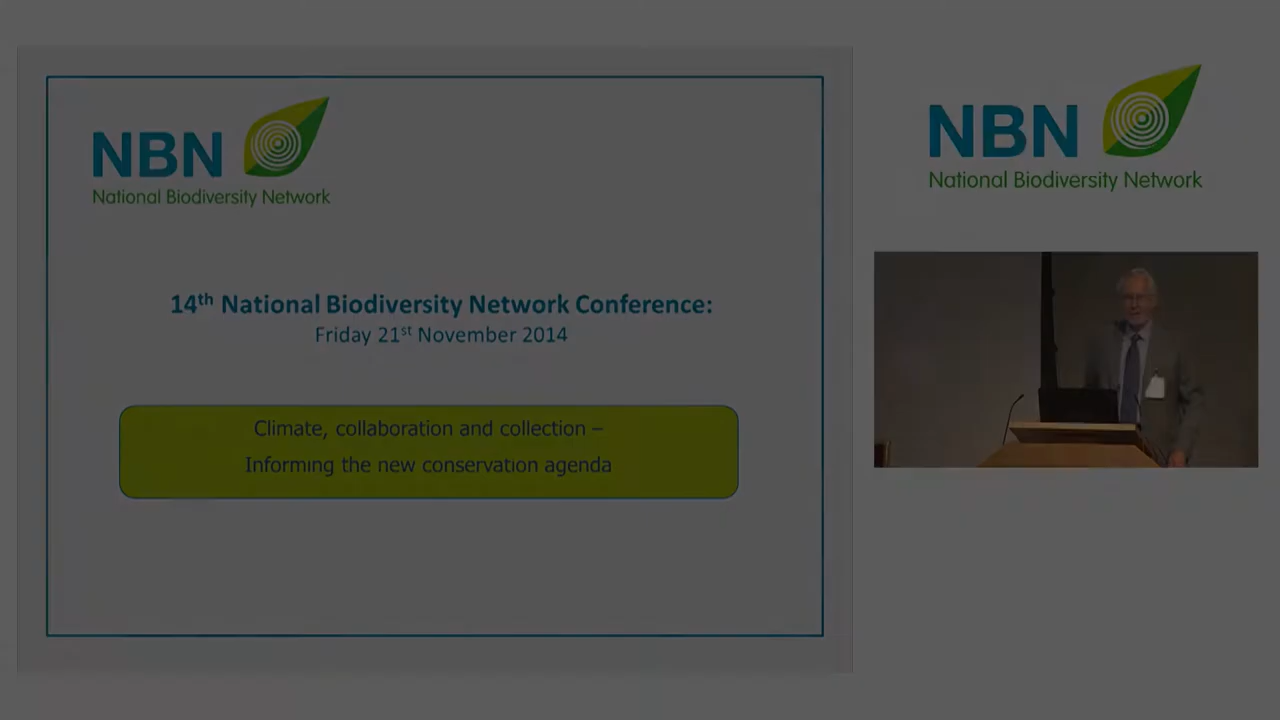 NBN
National Biodiversity Network
14th National Biodiversity Network Conference:
Friday 21st November 2014
Climate, collaboration and collection –
Informing the new conservation agenda
NBN
National Biodiversity Network